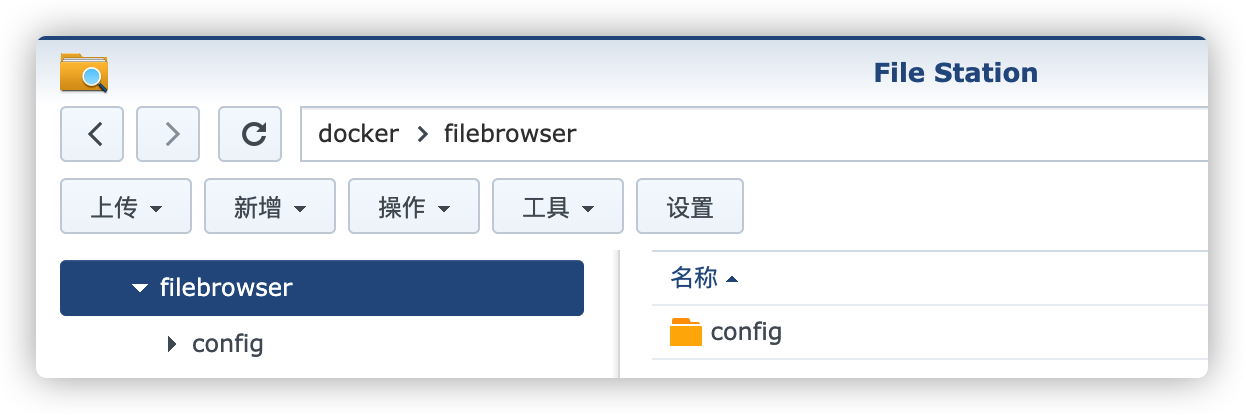 File Station
docker > filebrowser
上传 新增 操作 工具 设置
filebrowser
config
名称
config